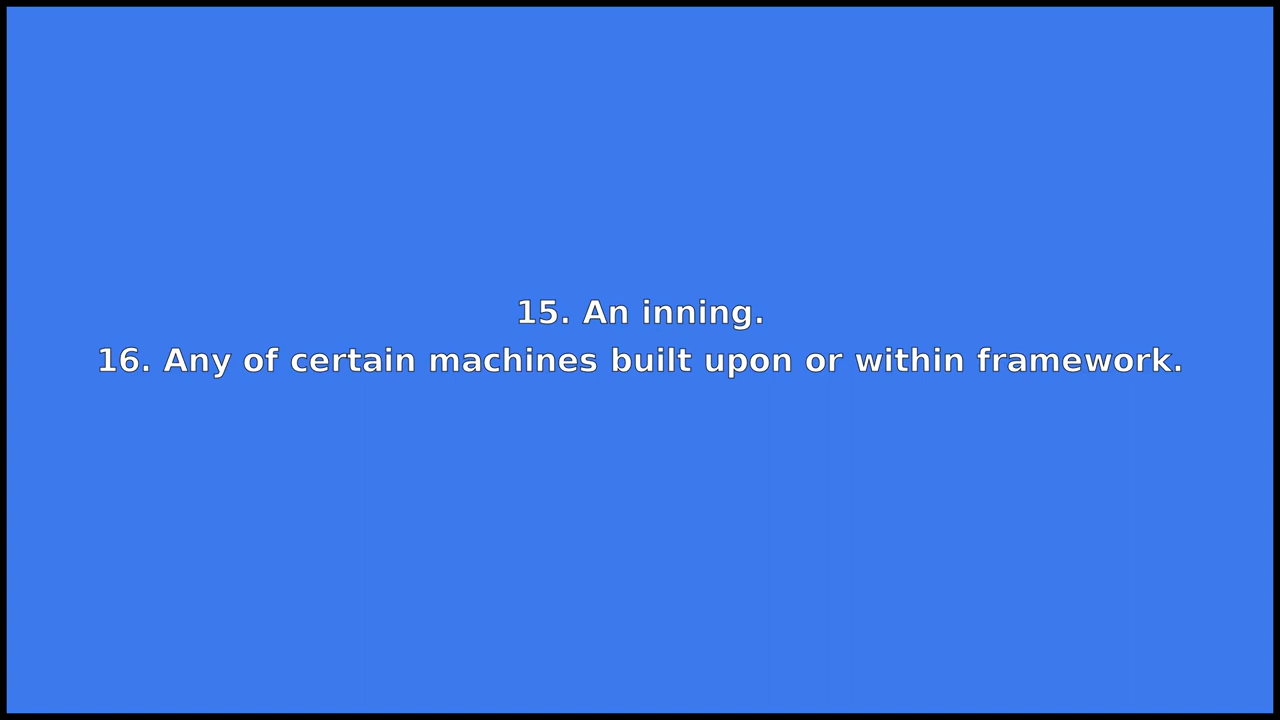 15. An inning.
16. Any of certain machines built upon or within framework.